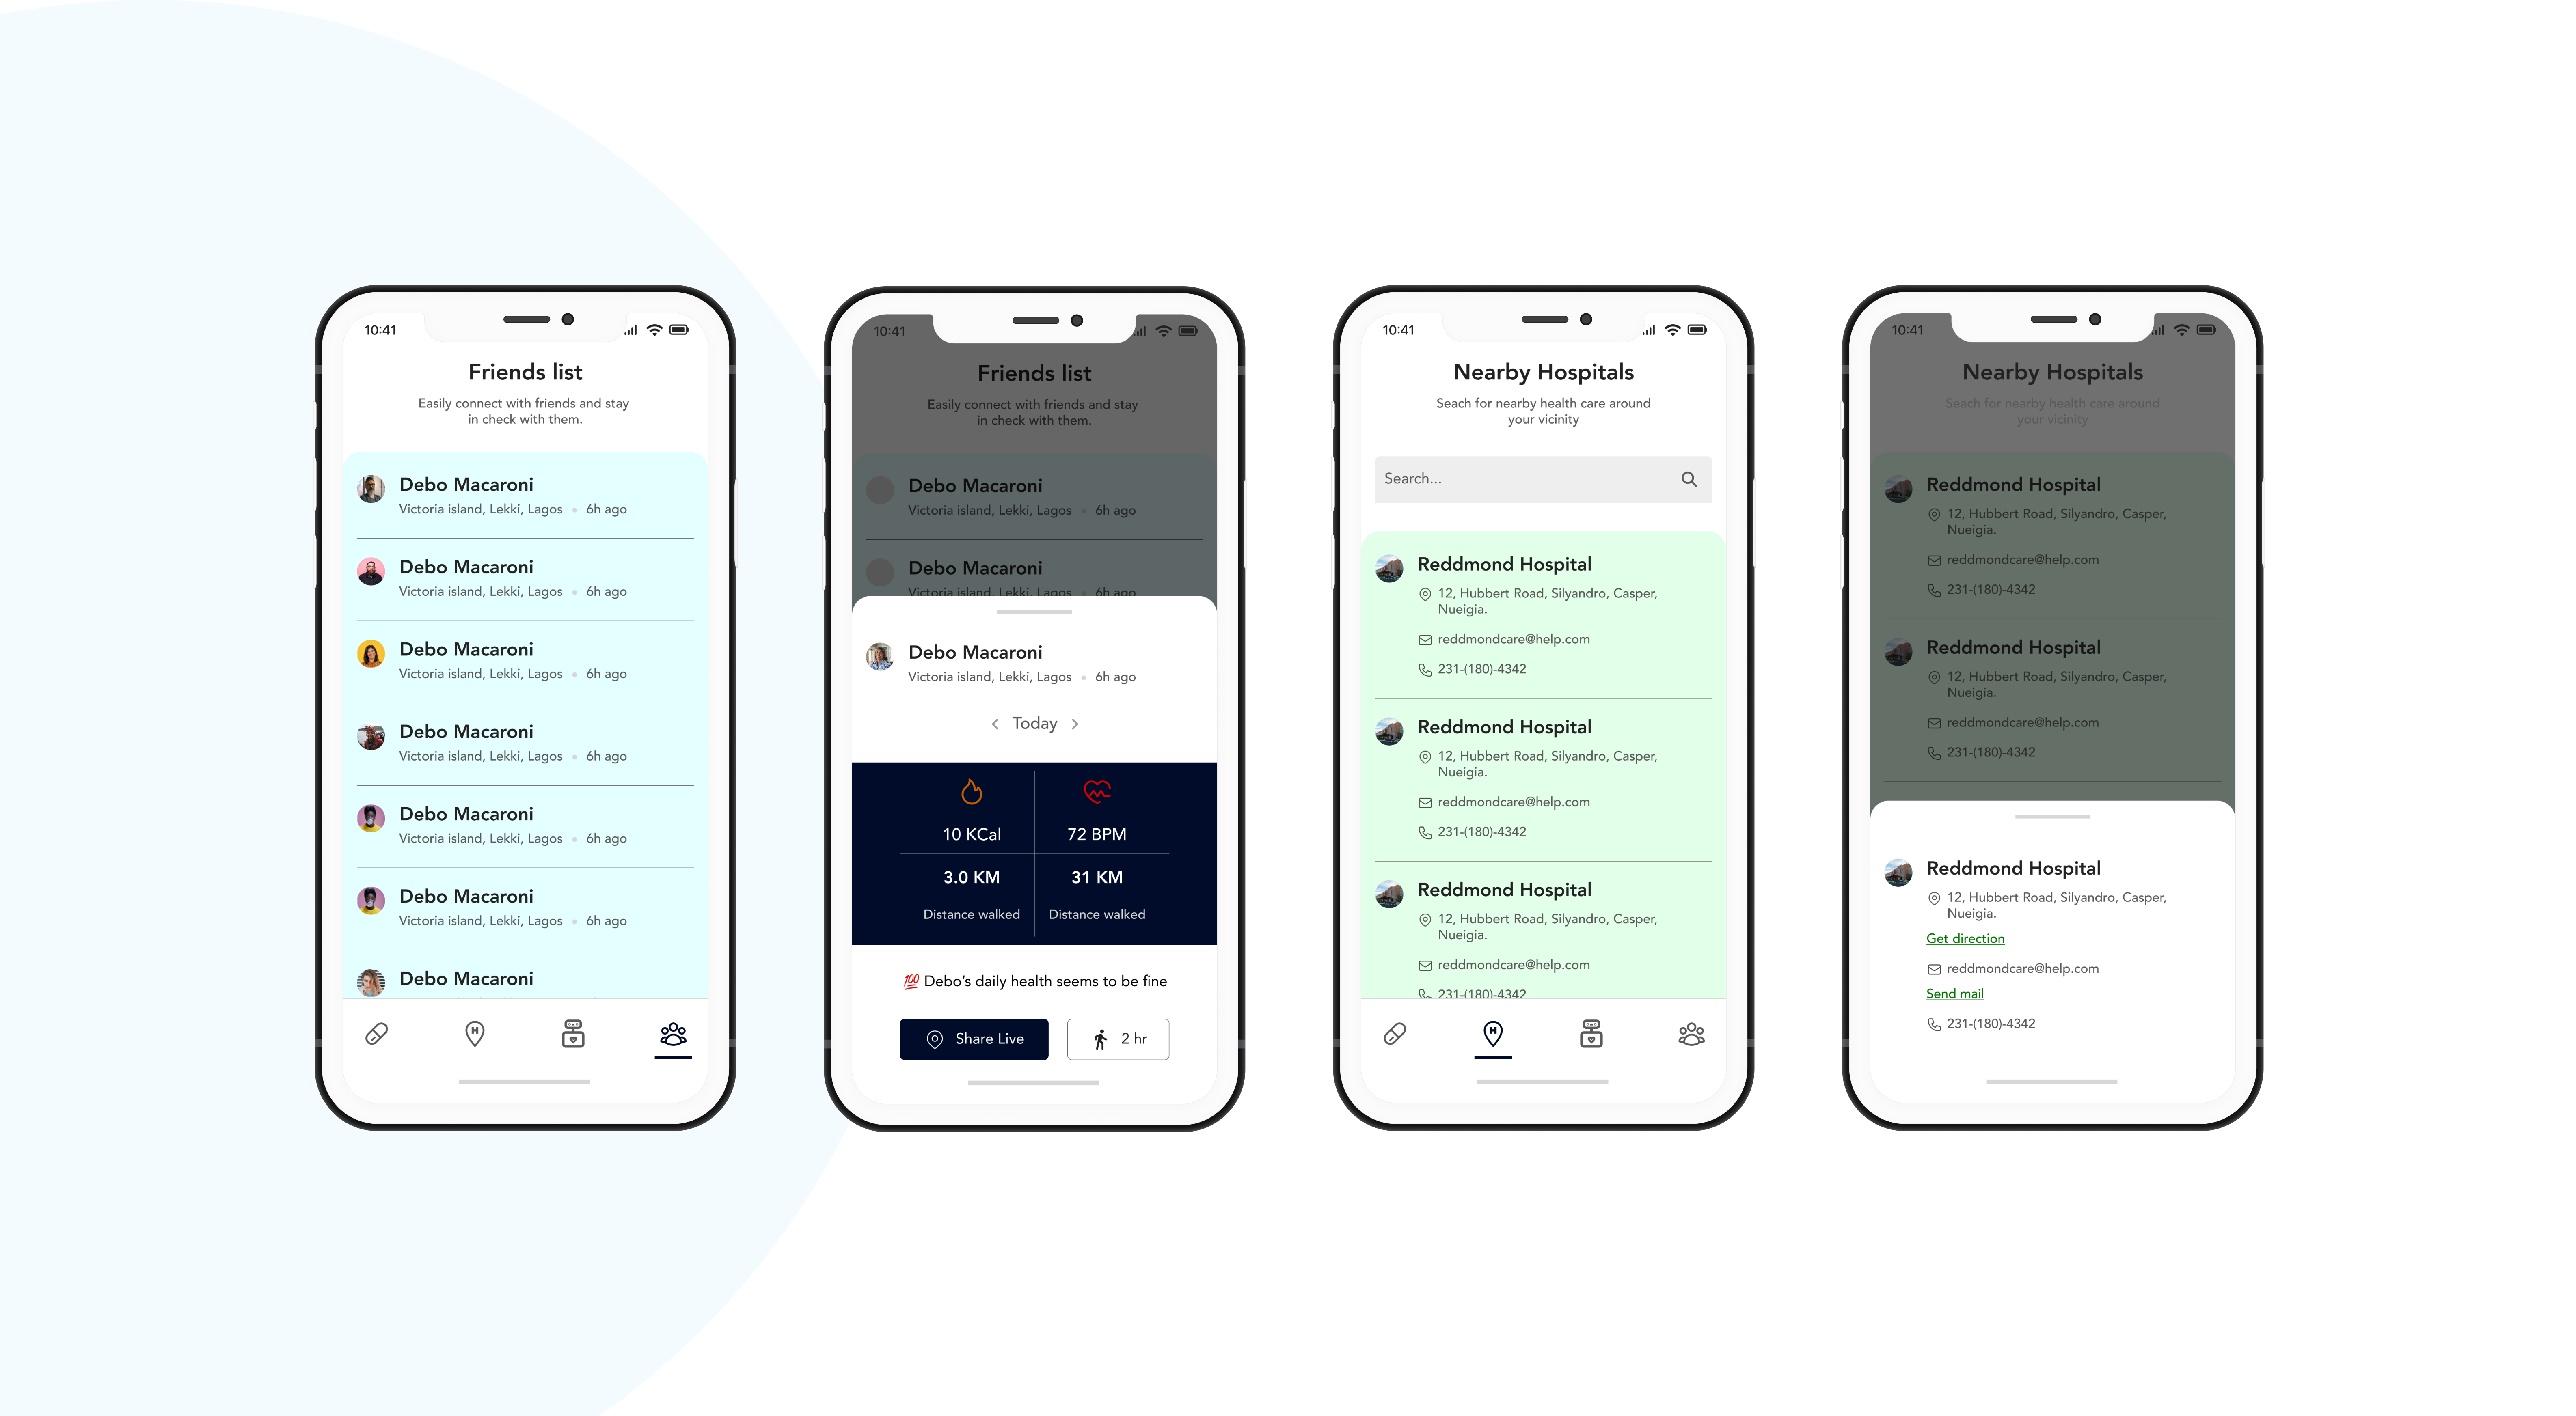 10:41
Friends list
Easily connect with friends and stay
in check with them.
Debo Macaroni
Victoria island, Lekki, Lagos 6h ago
Debo Macaroni
Victoria island, Lekki, Lagos 6h ago
Debo Macaroni
Victoria island, Lekki, Lagos 6h ago
Debo Macaroni
Victoria island, Lekki, Lagos 6h ago
Debo Macaroni
Victoria island, Lekki, Lagos 6h ago
Debo Macaroni
Victoria island, Lekki, Lagos 6h ago
Debo Macaroni
10:41
Friends list
Easily connect with friends and stay
in check with them.
Debo Macaroni
Victoria island, Lekki, Lagos 6h ago
Debo Macaroni
Victoria island, Lekki, Lagos 6h ago
Debo Macaroni
Victoria island, Lekki, Lagos 6h ago
< Today >
10 KCal 72 BPM
3.0 KM 31 KM
Distance walked Distance walked
💯 Debo’s daily health seems to be fine
Share Live 2 hr
10:41
Nearby Hospitals
Seach for nearby health care around
your vicinity
Search...
Reddmond Hospital
12, Hubbert Road, Silyandro, Casper,
Nueigia.
reddmondcare@help.com
231-(180)-4342
Reddmond Hospital
12, Hubbert Road, Silyandro, Casper,
Nueigia.
reddmondcare@help.com
231-(180)-4342
Reddmond Hospital
12, Hubbert Road, Silyandro, Casper,
Nueigia.
reddmondcare@help.com
231-(180)-4342
H
10:41
Nearby Hospitals
Seach for nearby health care around
your vicinity
Reddmond Hospital
12, Hubbert Road, Silyandro, Casper,
Nueigia.
reddmondcare@help.com
231-(180)-4342
Reddmond Hospital
12, Hubbert Road, Silyandro, Casper,
Nueigia.
reddmondcare@help.com
231-(180)-4342
Reddmond Hospital
12, Hubbert Road, Silyandro, Casper,
Nueigia.
Get direction
reddmondcare@help.com
Send mail
231-(180)-4342